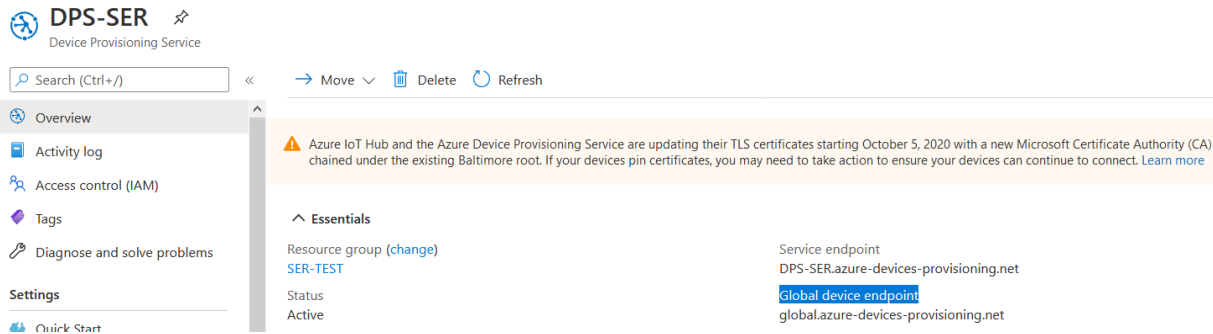 DPS-SER
Device Provisioning Service
Search (Ctrl+/)
«
Move
Delete
Refresh
Overview
Activity log
Access control (IAM)
Tags
Diagnose and solve problems
Settings
Quick Start
Azure IoT Hub and the Azure Device Provisioning Service are updating their TLS certificates starting October 5, 2020 with a new Microsoft Certificate Authority (CA)
chained under the existing Baltimore root. If your devices pin certificates, you may need to take action to ensure your devices can continue to connect. Learn more
Essentials
Resource group (change)
SER-TEST
Status
Active
Service endpoint
DPS-SER.azure-devices-provisioning.net
Global device endpoint
global.azure-devices-provisioning.net